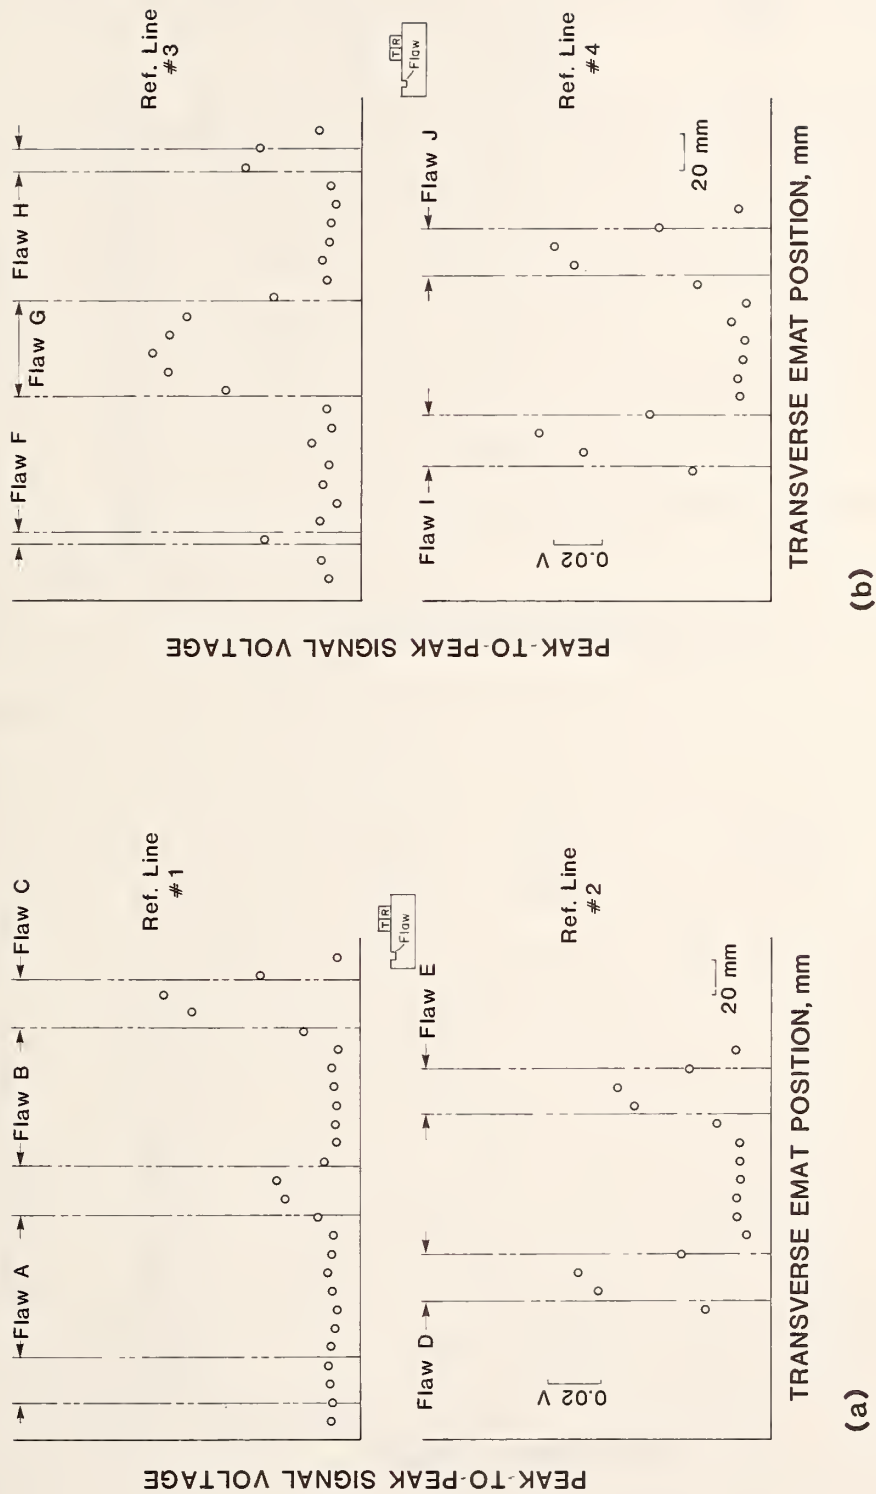 Flaw A
Flaw B
Flaw C
Ref. Line
#1
T R
Flaw
Flaw D
Flaw E
Ref. Line
#2
0.02 V
20 mm
PEAK-TO-PEAK SIGNAL VOLTAGE
TRANSVERSE EMAT POSITION, mm
(a)
Flaw F
Flaw G
Flaw H
Ref. Line
#3
T R
Flaw
Flaw I
Flaw J
Ref. Line
#4
0.02 V
20 mm
PEAK-TO-PEAK SIGNAL VOLTAGE
TRANSVERSE EMAT POSITION, mm
(b)